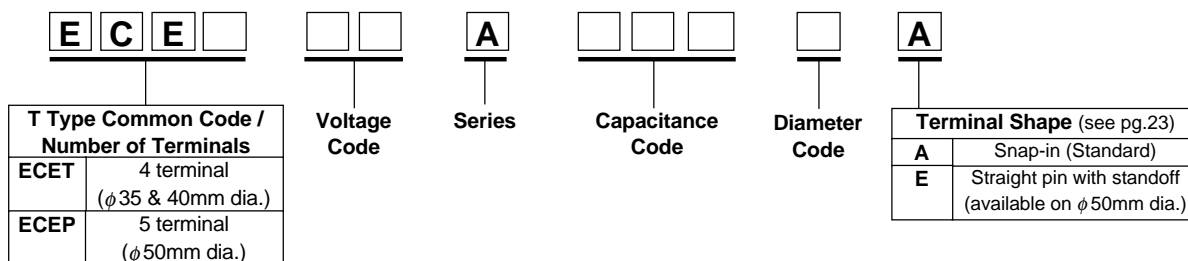 E C E A A
T Type Common Code /
Number of Terminals
ECET 4 terminal
(φ35 & 40mm dia.)
ECEP 5 terminal
(φ50mm dia.)
Voltage
Code
Series
Capacitance
Code
Diameter
Code
Terminal Shape (see pg.23)
A Snap-in (Standard)
E Straight pin with standoff
(available on φ50mm dia.)